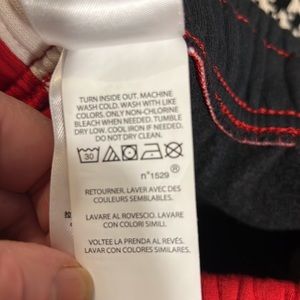 TURN INSIDE OUT. MACHINE
WASH COLD. WASH WITH LIKE
COLORS. ONLY NON-CHLORINE
BLEACH WHEN NEEDED. TUMBLE
DRY LOW. COOL IRON IF NEEDED.
DO NOT DRY CLEAN.
30
n°1529 ®
RETOURNER. LAVER AVEC DES
COULEURS SIMILAIRES.
LAVARE AL ROVESCIO. LAVARE
CON COLORI SIMILI.
VOLTEE LA PRENDA AL REVÉS.
LAVAR CON COLORES SIMILARES.